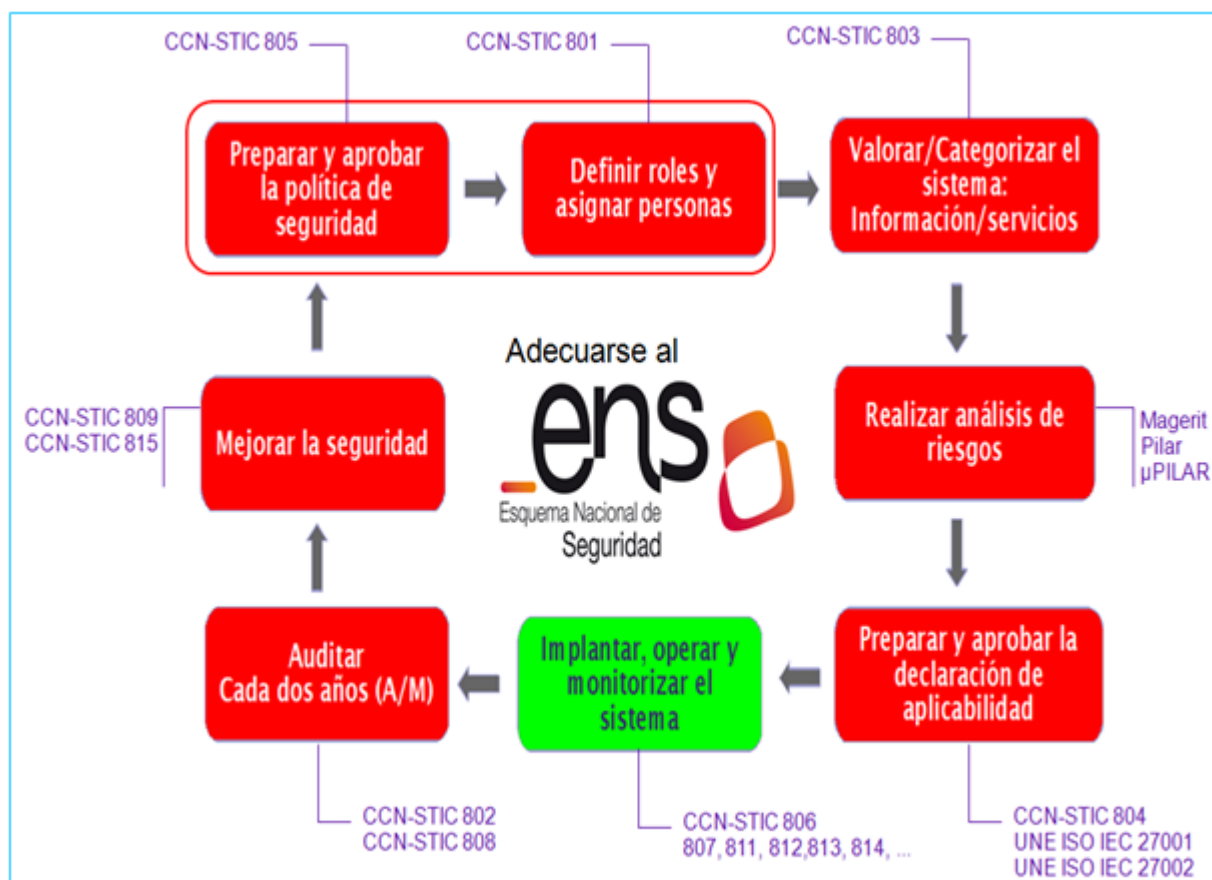 CCN-STIC 805
CCN-STIC 801
CCN-STIC 803
Preparar y aprobar
la política de
seguridad
Definir roles y
asignar personas
Valorar/Categorizar el
sistema:
Información/servicios
Realizar análisis de
riesgos
Magerit
Pilar
µPILAR
Preparar y aprobar la
declaración de
aplicabilidad
CCN-STIC 804
UNE ISO IEC 27001
UNE ISO IEC 27002
Implantar, operar y
monitorizar el
sistema
CCN-STIC 806
807, 811, 812,813, 814, ...
Auditar
Cada dos años (A/M)
CCN-STIC 802
CCN-STIC 808
Mejorar la seguridad
CCN-STIC 809
CCN-STIC 815
Adecuarse al
ens
Esquema Nacional de
Seguridad